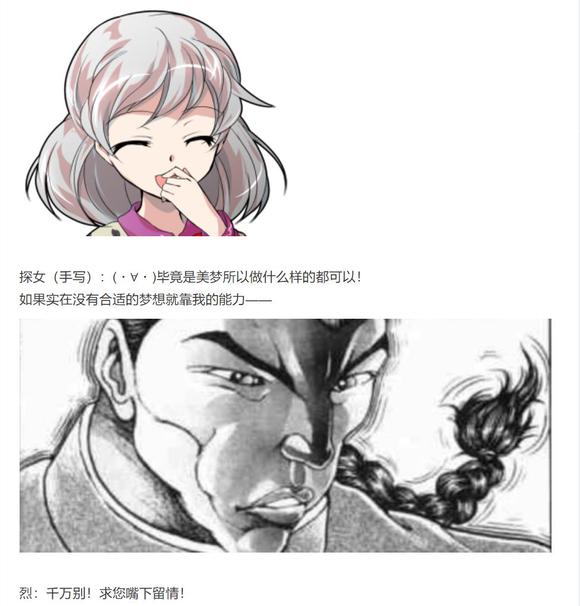 探女（手写）：(・∀・)毕竟是美梦所以做什么样的都可以！
如果实在没有合适的梦想就靠我的能力——
烈：千万别！求您嘴下留情！